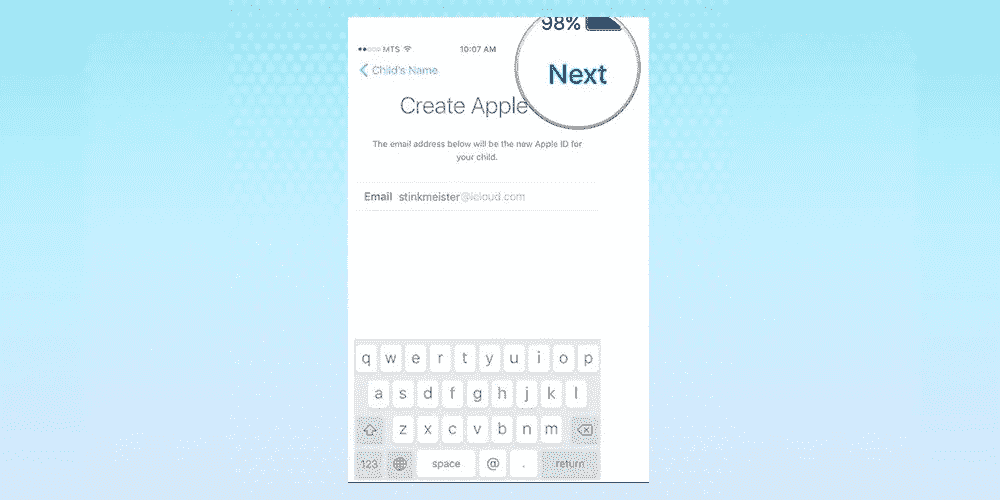 98%
MTS 10:07 AM
Child's Name
Next
Create Apple
The email address below will be the new Apple ID for
your child.
Email stinkmeister@icloud.com
q w e r t y u i o p
a s d f g h j k l
z x c v b n m
123 space @ . return